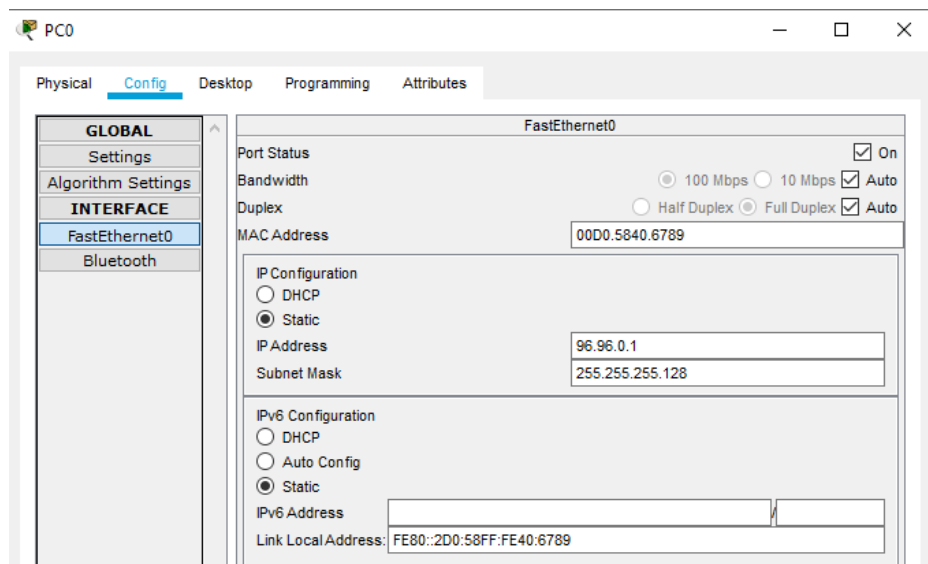 PC0
Physical Config Desktop Programming Attributes
GLOBAL
Settings
Algorithm Settings
INTERFACE
FastEthernet0
Bluetooth
FastEthernet0
Port Status On
Bandwidth 100 Mbps 10 Mbps Auto
Duplex Half Duplex Full Duplex Auto
MAC Address 00D0.5840.6789
IP Configuration
DHCP
Static
IP Address 96.96.0.1
Subnet Mask 255.255.255.128
IPv6 Configuration
DHCP
Auto Config
Static
IPv6 Address /
Link Local Address: FE80::2D0:58FF:FE40:6789